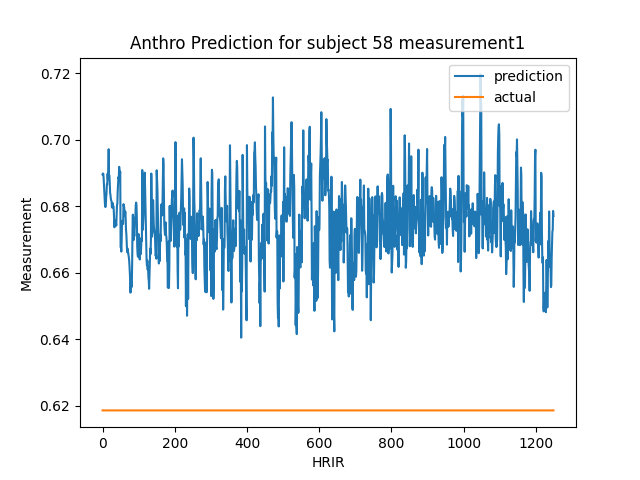 Anthro Prediction for subject 58 measurement1
prediction
actual
0.72
0.70
0.68
0.66
0.64
0.62
Measurement
0
200
400
600
800
1000
1200
HRIR